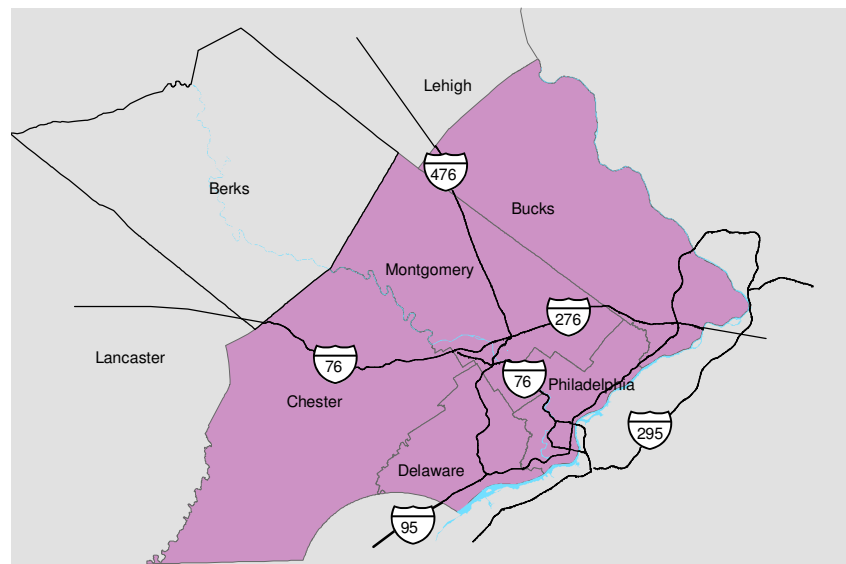 Lehigh
476
Berks
Bucks
Montgomery
276
Lancaster
76
76
Philadelphia
Chester
295
Delaware
95